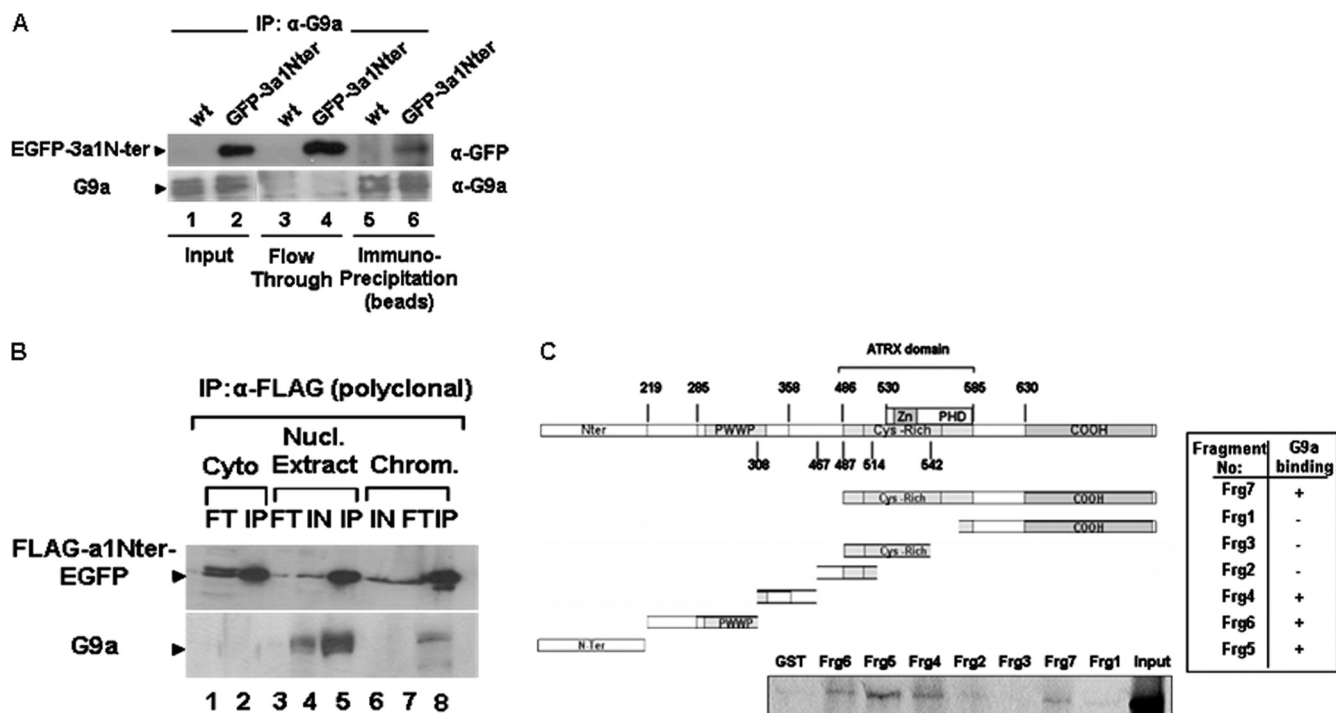 A
IP: α-G9a
wt GFP-3a1Nter wt GFP-3a1Nter wt GFP-3a1Nter
EGFP-3a1N-ter α-GFP
G9a α-G9a
1 2 3 4 5 6
Input Flow Through Immuno-Precipitation (beads)
B
IP:α-FLAG (polyclonal)
Nucl.
Cyto Extract Chrom.
FT IP FT IN IP IN FT IP
FLAG-a1Nter-
EGFP
G9a
1 2 3 4 5 6 7 8
C
ATRX domain
219 285 358 486 530 585 630
Zn PHD
Nter PWWP Cys-Rich COOH
308 467 487 514 542
Cys-Rich COOH
COOH
Cys-Rich
PWWP
N-Ter
GST Frg6 Frg5 Frg4 Frg2 Frg3 Frg7 Frg1 Input
Fragment No: G9a binding
Frg7 +
Frg1 -
Frg3 -
Frg2 -
Frg4 +
Frg6 +
Frg5 +